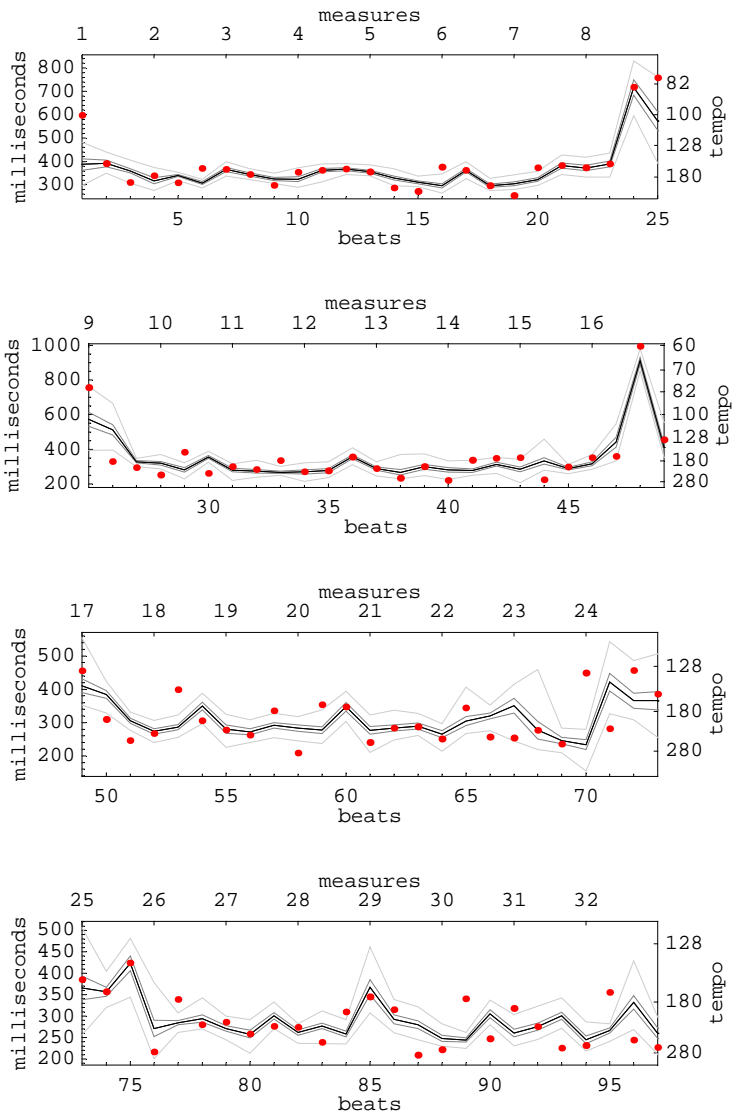 measures
1 2 3 4 5 6 7 8
milliseconds
800
700
600
500
400
300
82
100
128
180
tempo
5 10 15 20 25
beats
measures
9 10 11 12 13 14 15 16
milliseconds
1000
800
600
400
200
60
70
82
100
128
180
280
tempo
30 35 40 45
beats
measures
17 18 19 20 21 22 23 24
milliseconds
500
400
300
200
128
180
280
tempo
50 55 60 65 70
beats
measures
25 26 27 28 29 30 31 32
milliseconds
500
450
400
350
300
250
200
128
180
280
tempo
75 80 85 90 95
beats